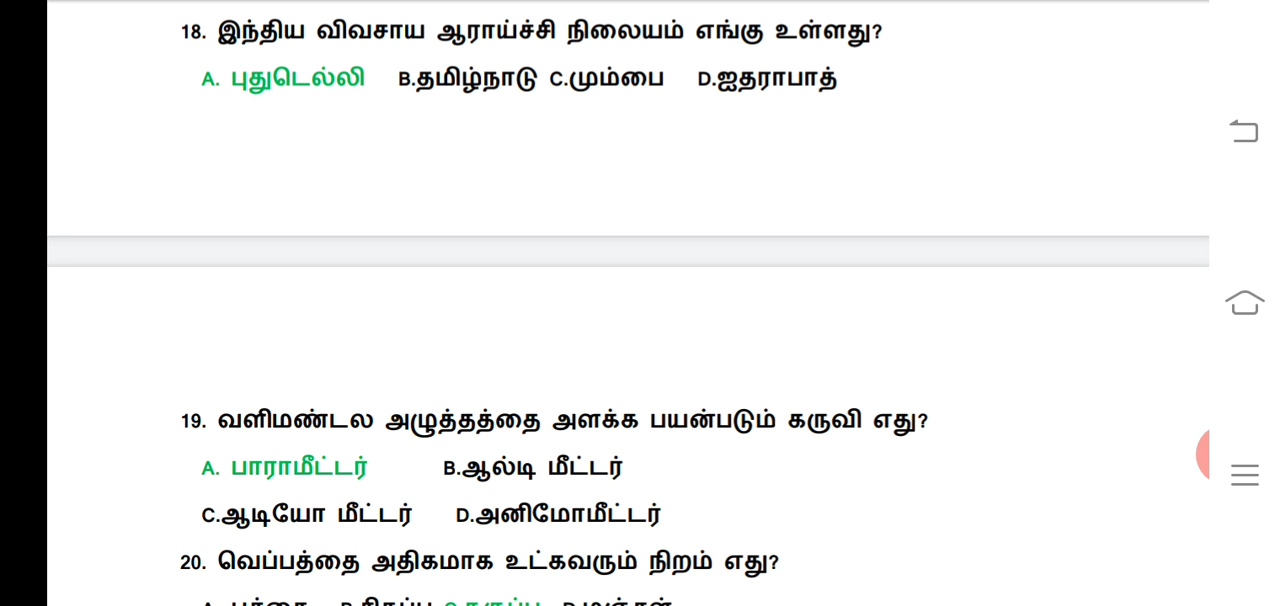 18. இந்திய விவசாய ஆராய்ச்சி நிலையம் எங்கு உள்ளது?
A. புதுடெல்லி B.தமிழ்நாடு C.மும்பை D.ஐதராபாத்
19. வளிமண்டல அழுத்தத்தை அளக்க பயன்படும் கருவி எது?
A. பாராமீட்டர் B.ஆல்டி மீட்டர்
C.ஆடியோ மீட்டர் D.அனிமோமீட்டர்
20. வெப்பத்தை அதிகமாக உட்கவரும் நிறம் எது?